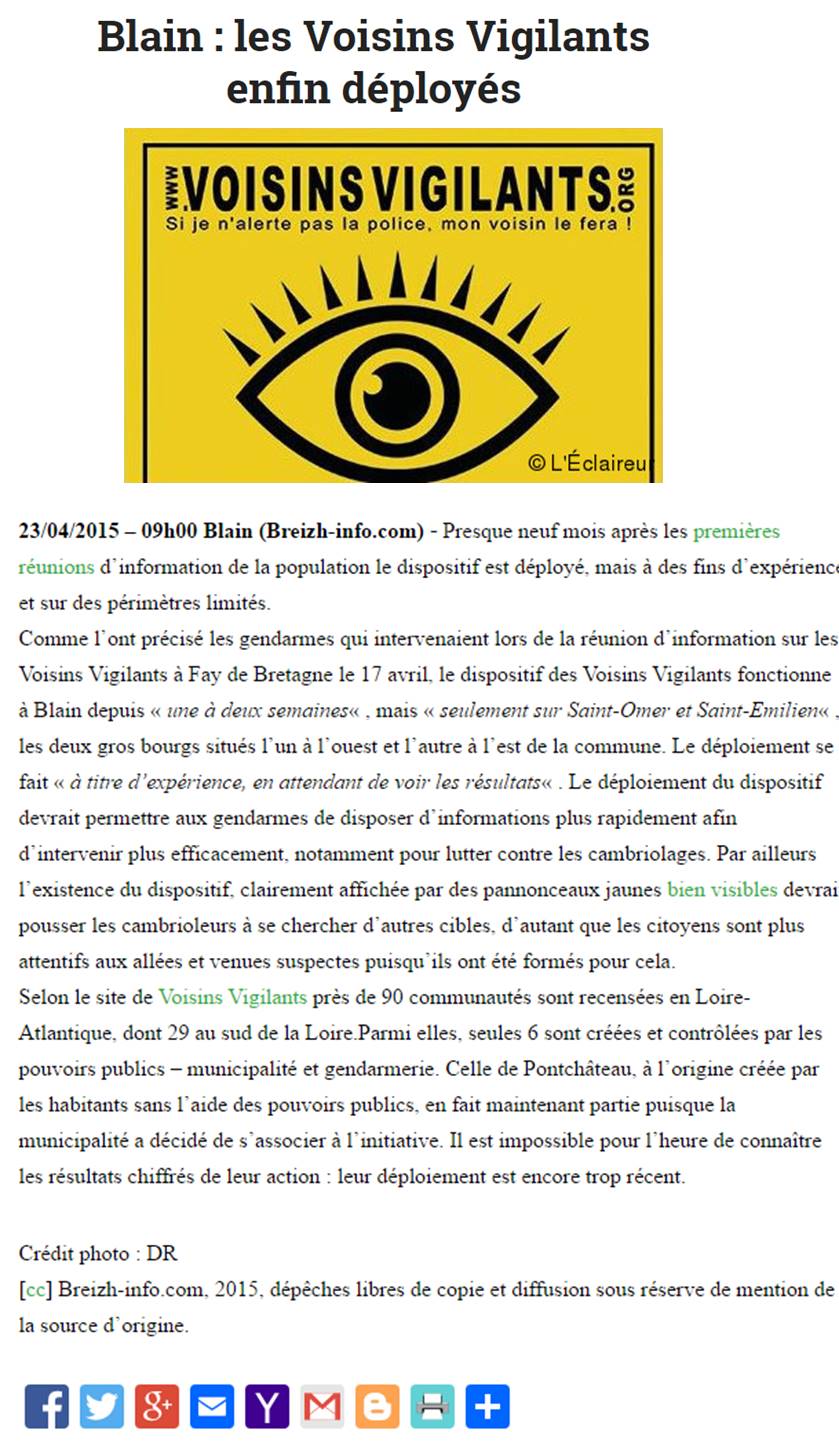 Blain : les Voisins Vigilants
enfin déployés
WWW.VOISINS VIGILANTS.ORG
Si je n'alerte pas la police, mon voisin le fera !
© L'Éclaireur
23/04/2015 – 09h00 Blain (Breizh-info.com) - Presque neuf mois après les premières
réunions d'information de la population le dispositif est déployé, mais à des fins d'expérience
et sur des périmètres limités.
Comme l'ont précisé les gendarmes qui intervenaient lors de la réunion d'information sur les
Voisins Vigilants à Fay de Bretagne le 17 avril, le dispositif des Voisins Vigilants fonctionne
à Blain depuis « une à deux semaines« , mais « seulement sur Saint-Omer et Saint-Emilien« ,
les deux gros bourgs situés l'un à l'ouest et l'autre à l'est de la commune. Le déploiement se
fait « à titre d'expérience, en attendant de voir les résultats« . Le déploiement du dispositif
devrait permettre aux gendarmes de disposer d'informations plus rapidement afin
d'intervenir plus efficacement, notamment pour lutter contre les cambriolages. Par ailleurs
l'existence du dispositif, clairement affichée par des pannonceaux jaunes bien visibles devrai
pousser les cambrioleurs à se chercher d'autres cibles, d'autant que les citoyens sont plus
attentifs aux allées et venues suspectes puisqu'ils ont été formés pour cela.
Selon le site de Voisins Vigilants près de 90 communautés sont recensées en Loire-
Atlantique, dont 29 au sud de la Loire.Parmi elles, seules 6 sont créées et contrôlées par les
pouvoirs publics – municipalité et gendarmerie. Celle de Pontchâteau, à l'origine créée par
les habitants sans l'aide des pouvoirs publics, en fait maintenant partie puisque la
municipalité a décidé de s'associer à l'initiative. Il est impossible pour l'heure de connaître
les résultats chiffrés de leur action : leur déploiement est encore trop récent.
Crédit photo : DR
[cc] Breizh-info.com, 2015, dépêches libres de copie et diffusion sous réserve de mention de
la source d'origine.